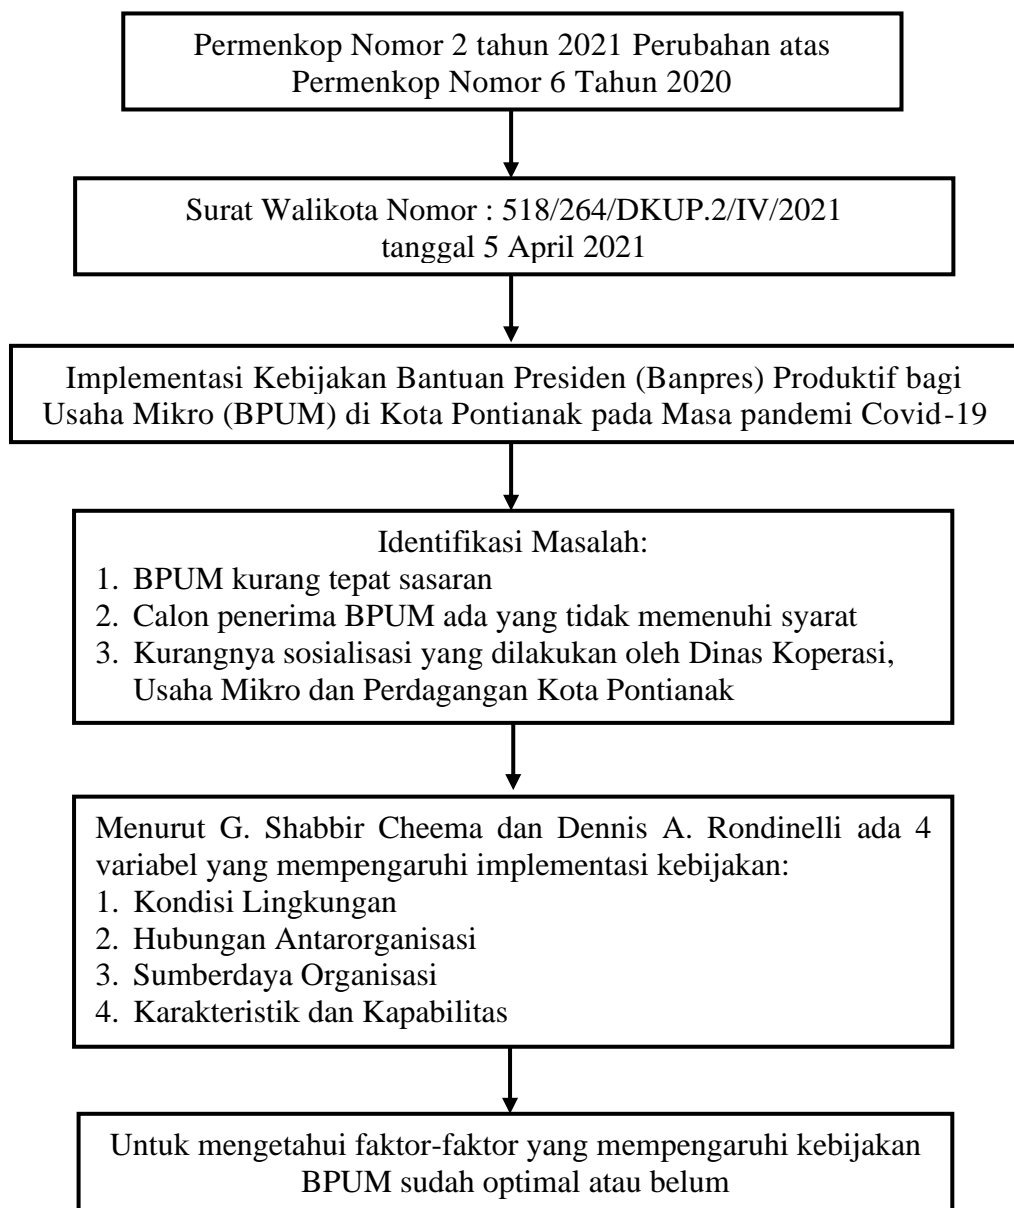 Permenkop Nomor 2 tahun 2021 Perubahan atas
Permenkop Nomor 6 Tahun 2020
Surat Walikota Nomor : 518/264/DKUP.2/IV/2021
tanggal 5 April 2021
Implementasi Kebijakan Bantuan Presiden (Banpres) Produktif bagi
Usaha Mikro (BPUM) di Kota Pontianak pada Masa pandemi Covid-19
Identifikasi Masalah:
1. BPUM kurang tepat sasaran
2. Calon penerima BPUM ada yang tidak memenuhi syarat
3. Kurangnya sosialisasi yang dilakukan oleh Dinas Koperasi,
Usaha Mikro dan Perdagangan Kota Pontianak
Menurut G. Shabbir Cheema dan Dennis A. Rondinelli ada 4
variabel yang mempengaruhi implementasi kebijakan:
1. Kondisi Lingkungan
2. Hubungan Antarorganisasi
3. Sumberdaya Organisasi
4. Karakteristik dan Kapabilitas
Untuk mengetahui faktor-faktor yang mempengaruhi kebijakan
BPUM sudah optimal atau belum